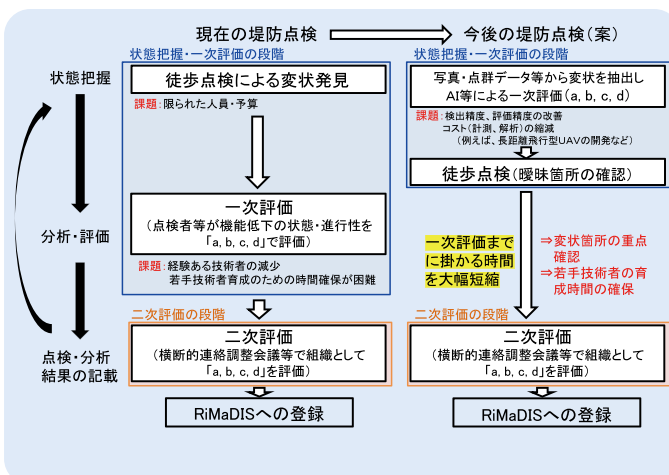 現在の堤防点検
今後の堤防点検(案)
状態把握
分析・評価
点検・分析
結果の記載
状態把握・一次評価の段階
徒歩点検による変状発見
課題:限られた人員・予算
一次評価
(点検者等が機能低下の状態・進行性を
「a, b, c, d」で評価)
課題:経験ある技術者の減少
若手技術者育成のための時間確保が困難
二次評価の段階
二次評価
(横断的連絡調整会議等で組織として
「a, b, c, d」を評価)
RiMaDISへの登録
状態把握・一次評価の段階
写真・点群データ等から変状を抽出し
AI等による一次評価(a, b, c, d)
課題:検出精度、評価精度の改善
コスト(計測、解析)の縮減
(例えば、長距離飛行型UAVの開発など)
徒歩点検(曖昧箇所の確認)
一次評価まで
に掛かる時間
を大幅短縮
⇒変状箇所の重点
確認
⇒若手技術者の育
成時間の確保
二次評価の段階
二次評価
(横断的連絡調整会議等で組織として
「a, b, c, d」を評価)
RiMaDISへの登録